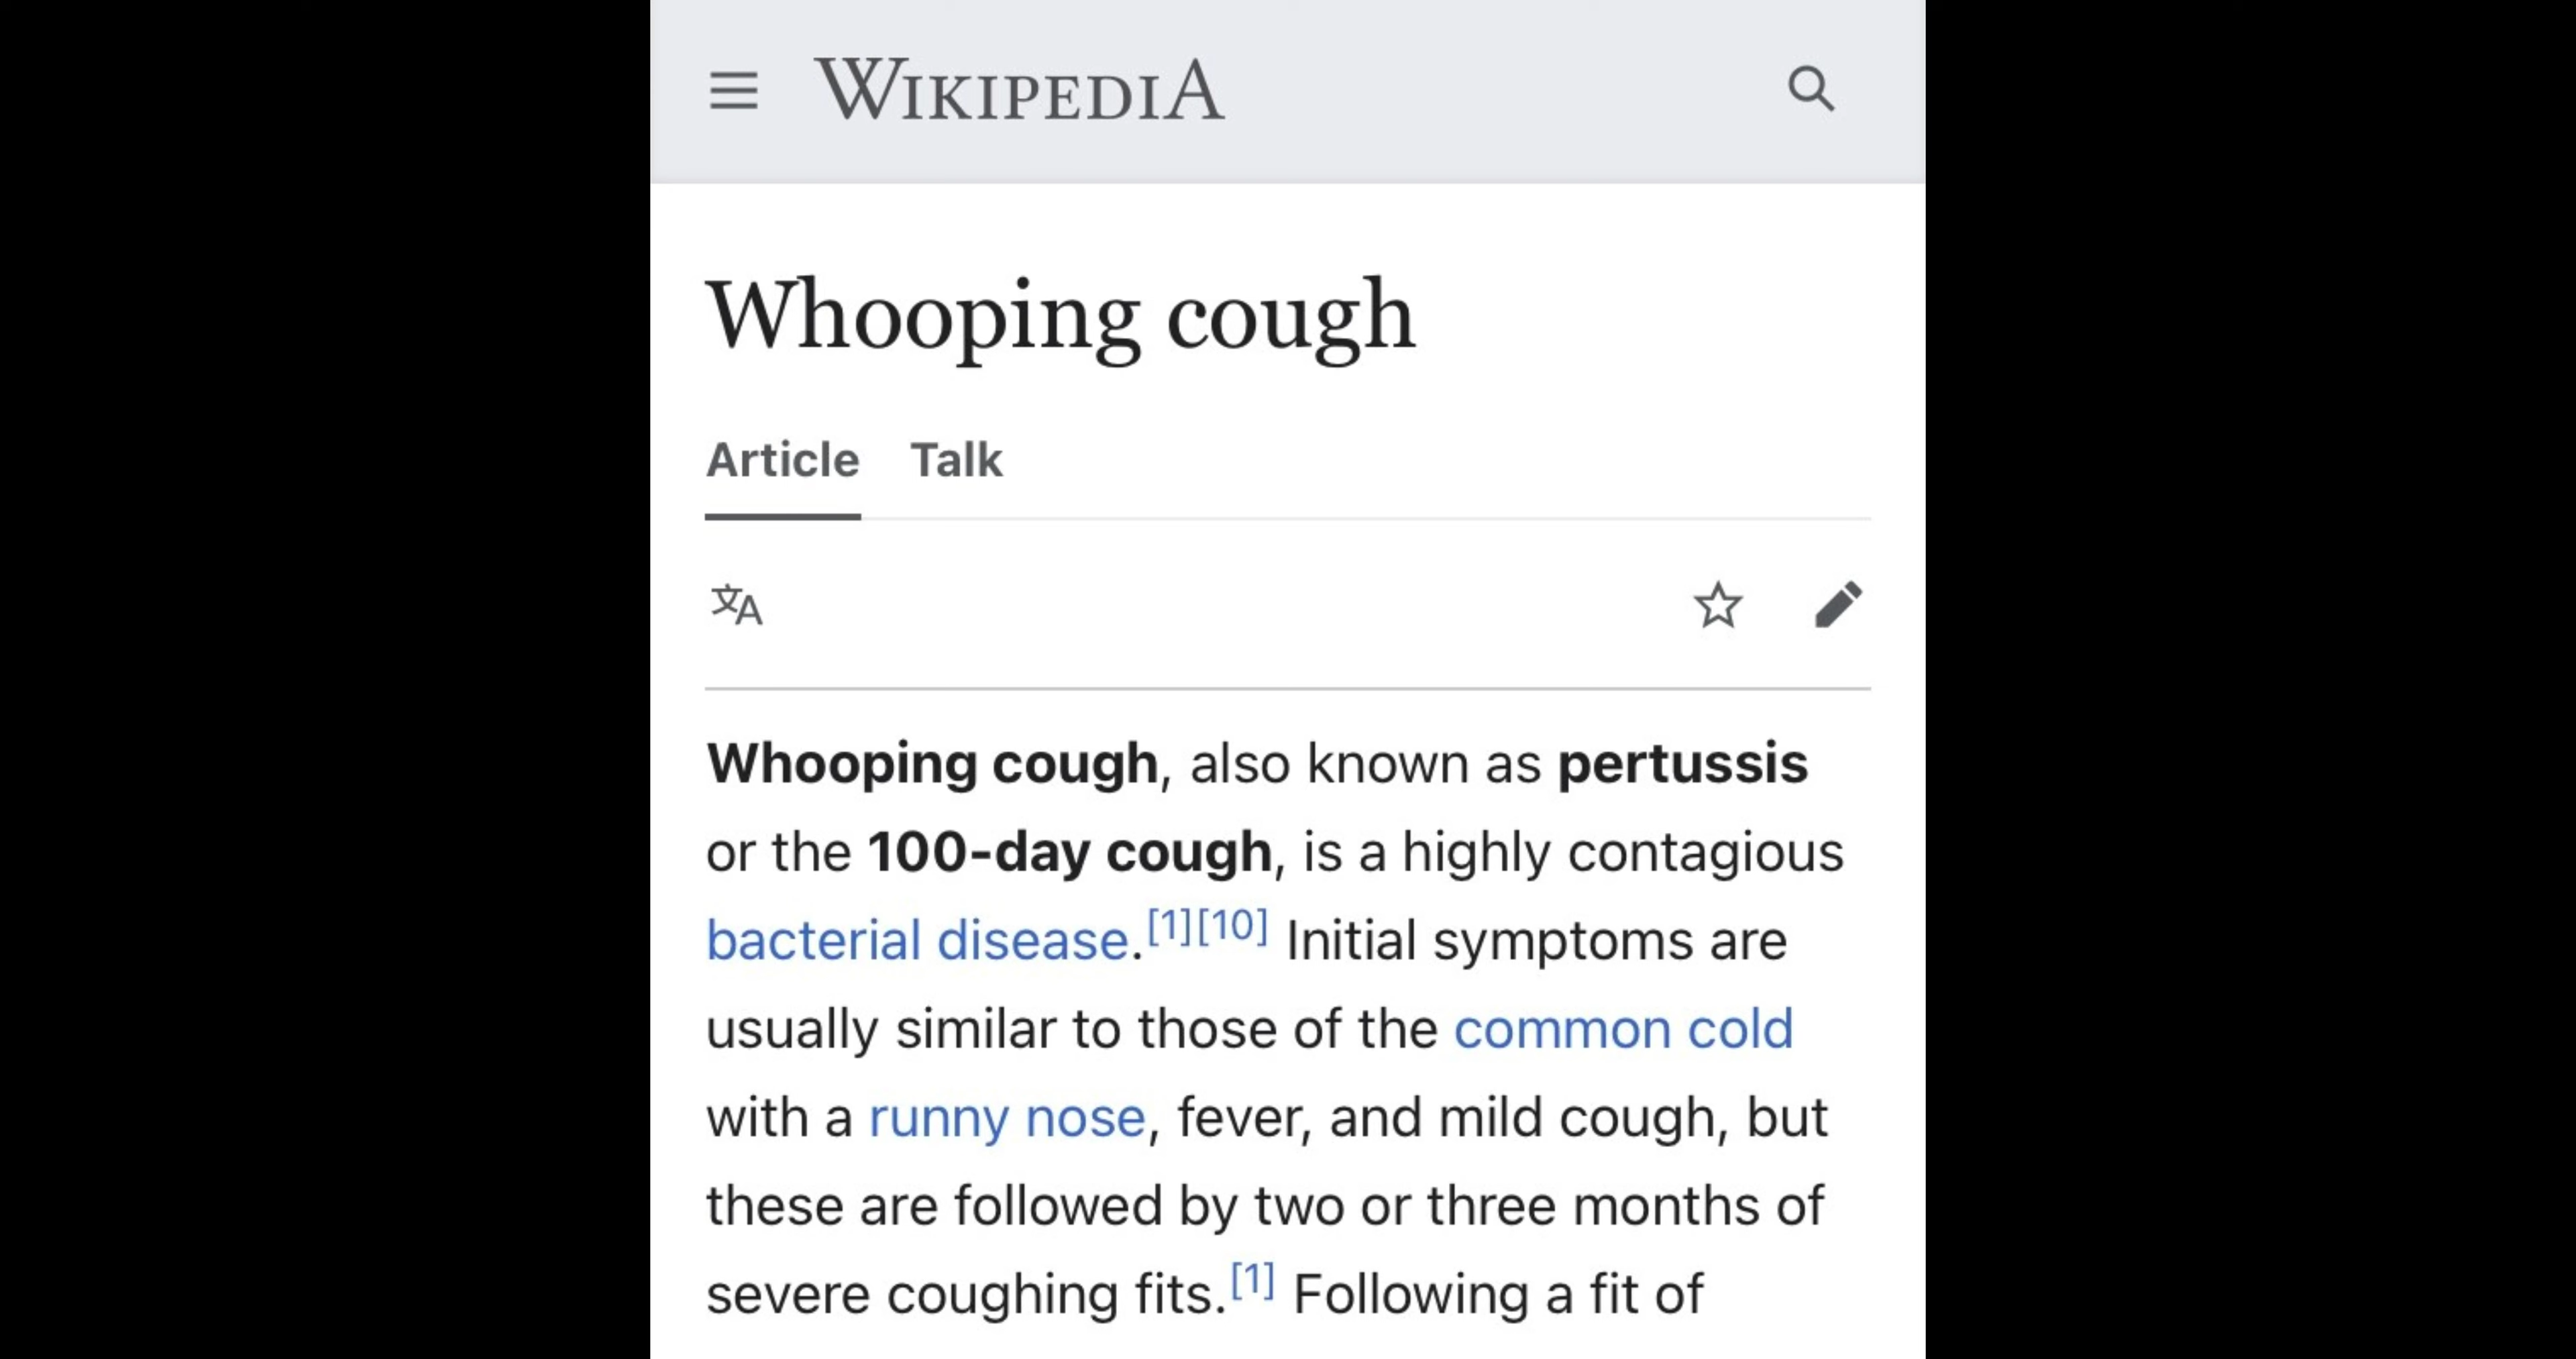 WIKIPEDIA
Whooping cough
Article Talk
文A
Whooping cough, also known as pertussis
or the 100-day cough, is a highly contagious
bacterial disease.[1][10] Initial symptoms are
usually similar to those of the common cold
with a runny nose, fever, and mild cough, but
these are followed by two or three months of
severe coughing fits.[1] Following a fit of